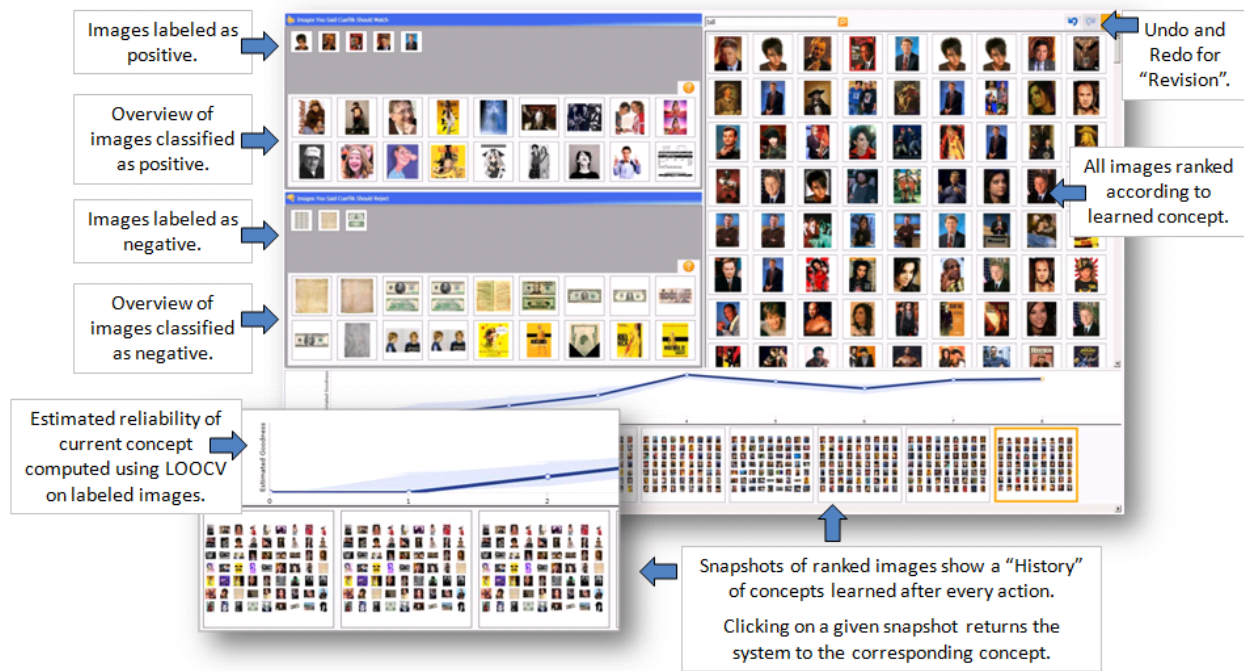 Images You Said CueFlik Should Match
bill
Images labeled as
positive.
Undo and
Redo for
“Revision”.
Overview of
images classified
as positive.
All images ranked
according to
learned concept.
Images You Said CueFlik Should Reject
Images labeled as
negative.
Overview of
images classified
as negative.
Estimated reliability of
current concept
computed using LOOCV
on labeled images.
Estimated Goodness
0 1 2
4 5 6 7 8
Snapshots of ranked images show a “History”
of concepts learned after every action.
Clicking on a given snapshot returns the
system to the corresponding concept.